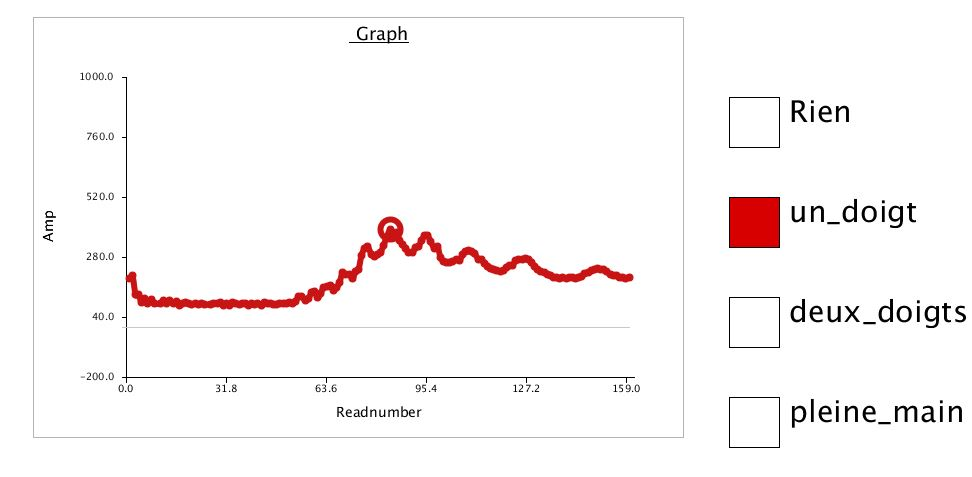 Graph
1000.0
760.0
520.0
280.0
40.0
-200.0
Amp
0.0 31.8 63.6 95.4 127.2 159.0
Readnumber
Rien
un_doigt
deux_doigts
pleine_main